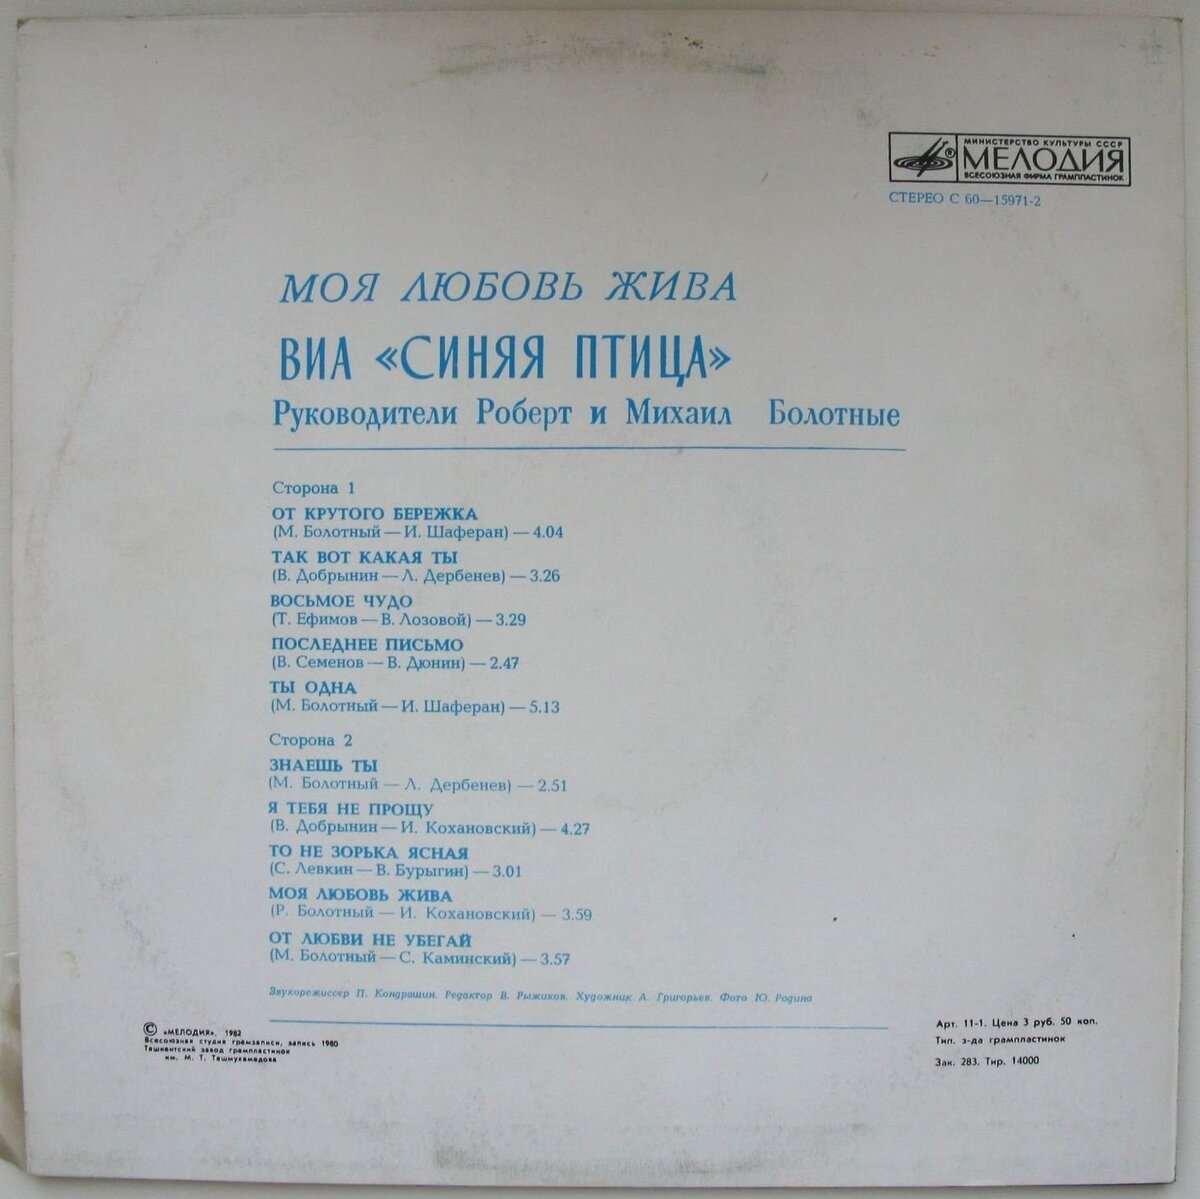 МИНИСТЕРСТВО КУЛЬТУРЫ СССР
МЕЛОДИЯ
ВСЕСОЮЗНАЯ ФИРМА ГРАМПЛАСТИНОК
СТЕРЕО С 60—15971-2
МОЯ ЛЮБОВЬ ЖИВА
ВИА «СИНЯЯ ПТИЦА»
Руководители Роберт и Михаил Болотные
Сторона 1
ОТ КРУТОГО БЕРЕЖКА
(М. Болотный — И. Шаферан) — 4.04
ТАК ВОТ КАКАЯ ТЫ
(В. Добрынин — Л. Дербенев) — 3.26
ВОСЬМОЕ ЧУДО
(Т. Ефимов — В. Лозовой) — 3.29
ПОСЛЕДНЕЕ ПИСЬМО
(В. Семенов — В. Дюнин) — 2.47
ТЫ ОДНА
(М. Болотный — И. Шаферан) — 5.13
Сторона 2
ЗНАЕШЬ ТЫ
(М. Болотный — Л. Дербенев) — 2.51
Я ТЕБЯ НЕ ПРОЩУ
(В. Добрынин — И. Кохановский) — 4.27
ТО НЕ ЗОРЬКА ЯСНАЯ
(С. Левкин — В. Бурыгин) — 3.01
МОЯ ЛЮБОВЬ ЖИВА
(Р. Болотный — И. Кохановский) — 3.59
ОТ ЛЮБВИ НЕ УБЕГАЙ
(М. Болотный — С. Каминский) — 3.57
Звукорежиссер П. Кондрашин. Редактор В. Рыжиков. Художник А. Григорьев. Фото Ю. Родина
© «МЕЛОДИЯ», 1982
Всесоюзная студия грамзаписи, запись 1980
Ташкентский завод грампластинок
им. М. Т. Ташмухамедова
Арт. 11-1. Цена 3 руб. 50 коп.
Тип. з-да грампластинок
Зак. 283. Тир. 14000